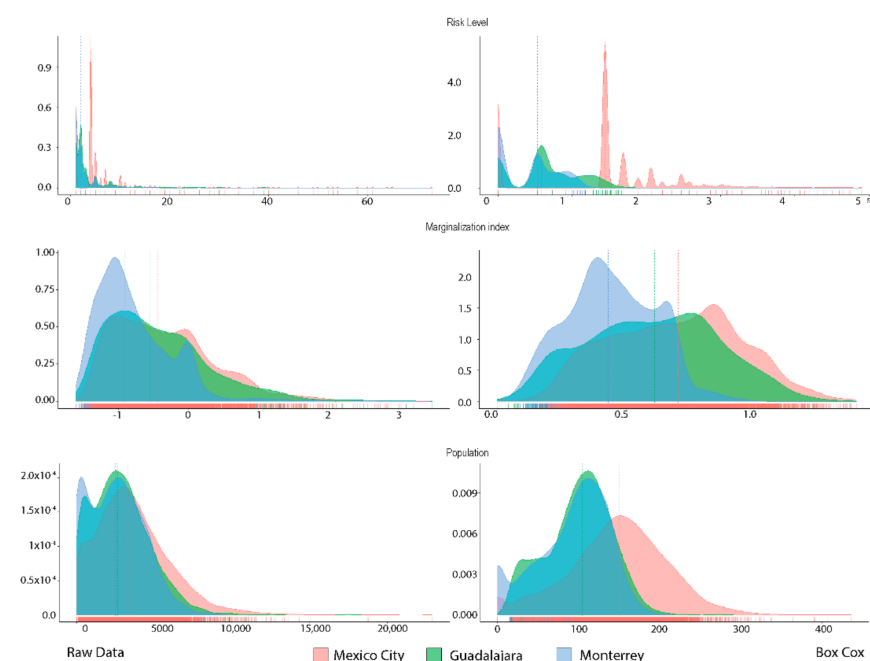 Risk Level
0.9
0.6
0.3
0.0
0 20 40 60
4.0
2.0
0.0
0 1 2 3 4 5
Marginalization index
1.00
0.75
0.50
0.25
0.00
-1 0 1 2 3
2.0
1.5
1.0
0.5
0.0
0.0 0.5 1.0
Population
2.0x10⁻⁴
1.5x10⁻⁴
1x10⁻⁴
0.5x10⁻⁴
0.0
0 5000 10,000 15,000 20,000
0.009
0.006
0.003
0.000
0 100 200 300 400
Raw Data Mexico City Guadalajara Monterrey Box Cox